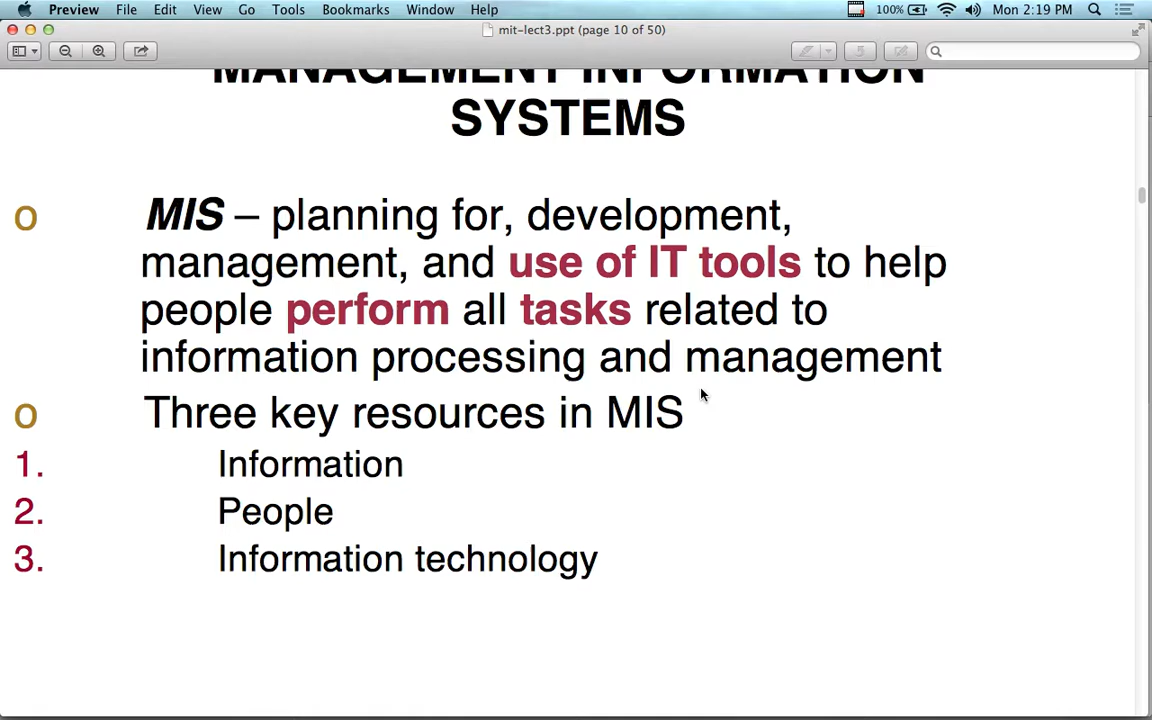 Preview File Edit View Go Tools Bookmarks Window Help 100% Mon 2:19 PM
mit-lect3.ppt (page 10 of 50)
MANAGEMENT INFORMATION
SYSTEMS
o MIS – planning for, development,
management, and use of IT tools to help
people perform all tasks related to
information processing and management
o Three key resources in MIS
1. Information
2. People
3. Information technology